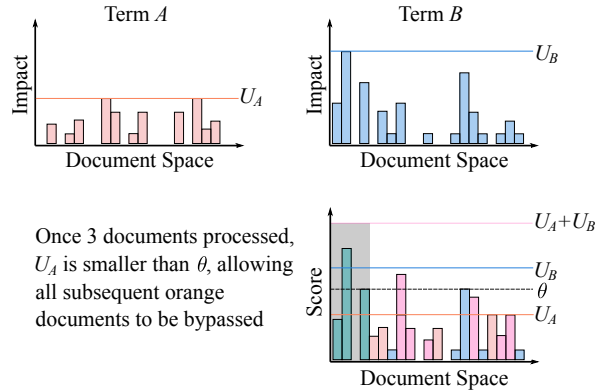 Term A
Term B
Impact
U_A
Document Space
Impact
U_B
Document Space
Once 3 documents processed,
U_A is smaller than θ, allowing
all subsequent orange
documents to be bypassed
Score
U_A+U_B
U_B
θ
U_A
Document Space